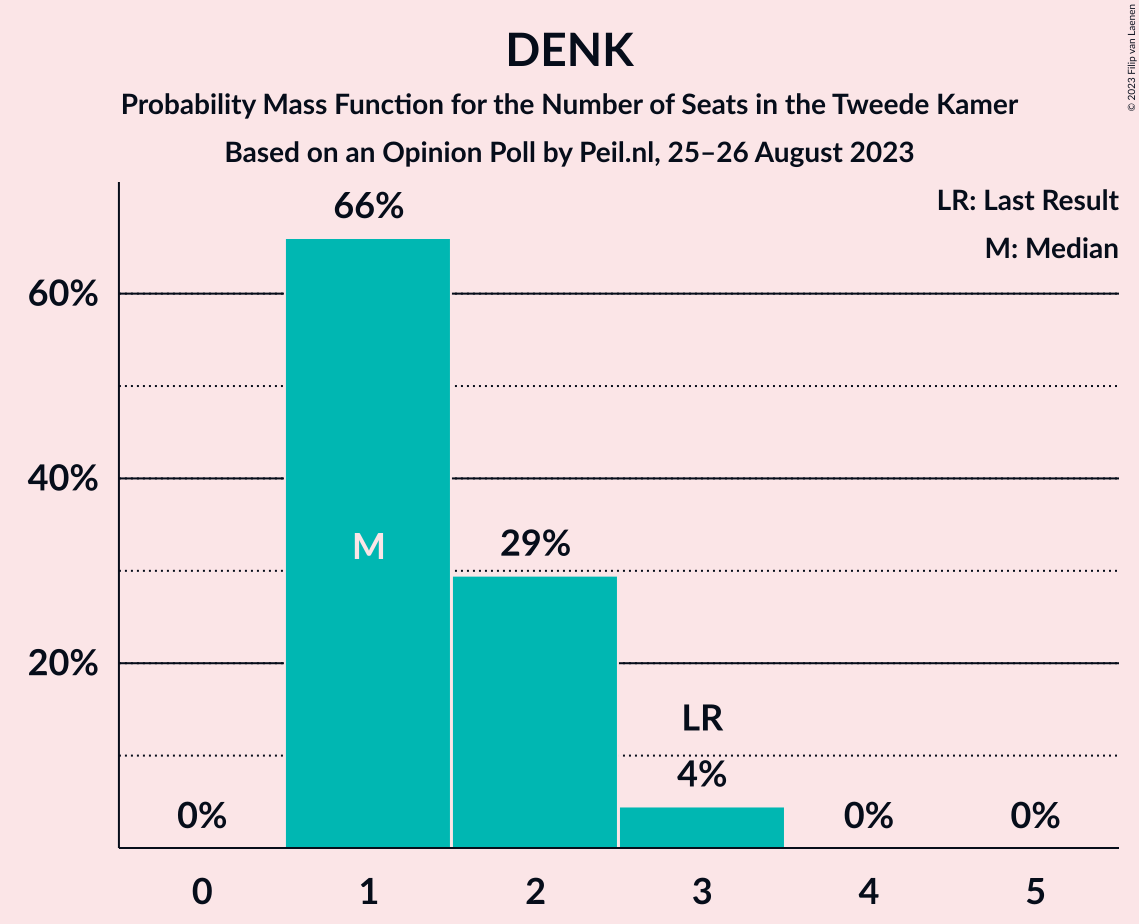 DENK
Probability Mass Function for the Number of Seats in the Tweede Kamer
Based on an Opinion Poll by Peil.nl, 25–26 August 2023
© 2023 Filip van Laenen
LR: Last Result
M: Median
66%
60%
40%
M
29%
20%
LR
4%
0%
0%
0%
0
1
2
3
4
5